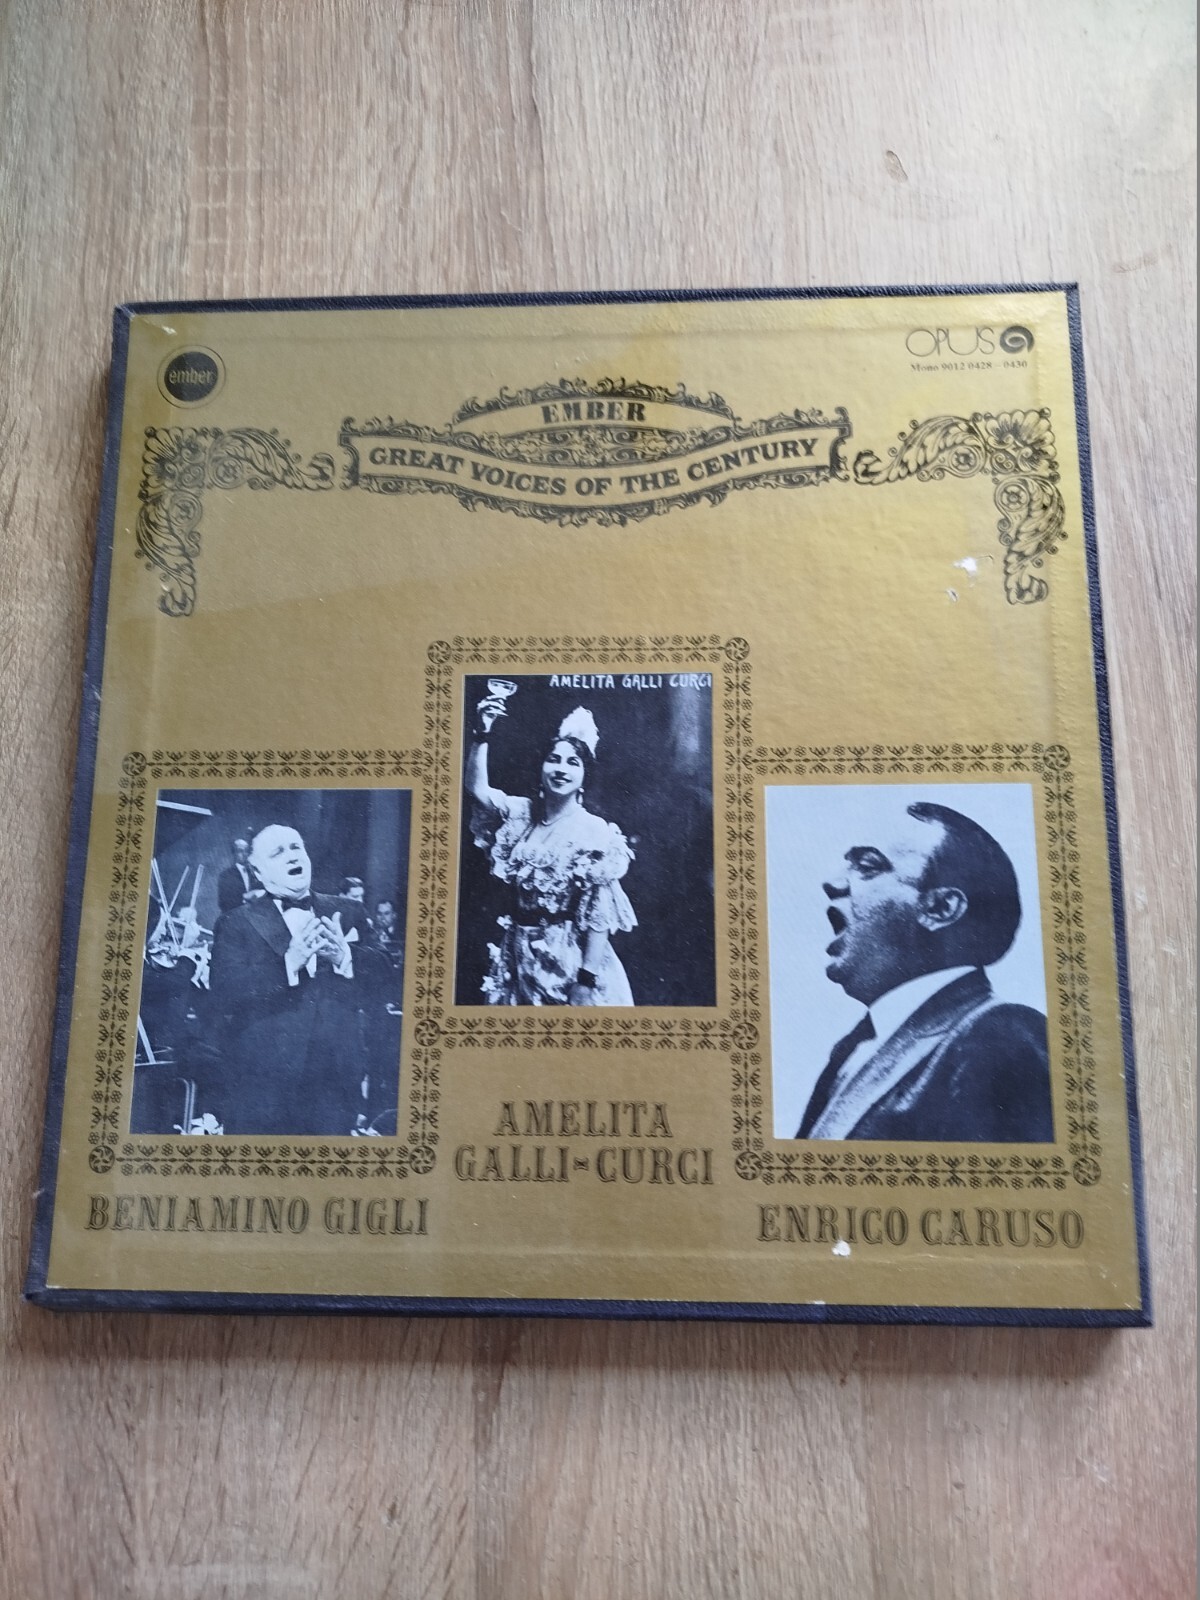 ember
OPUS
Mono 9012 0428 - 0430
EMBER
GREAT VOICES OF THE CENTURY
AMELITA GALLI CURCI
BENIAMINO GIGLI
AMELITA
GALLI-CURCI
ENRICO CARUSO